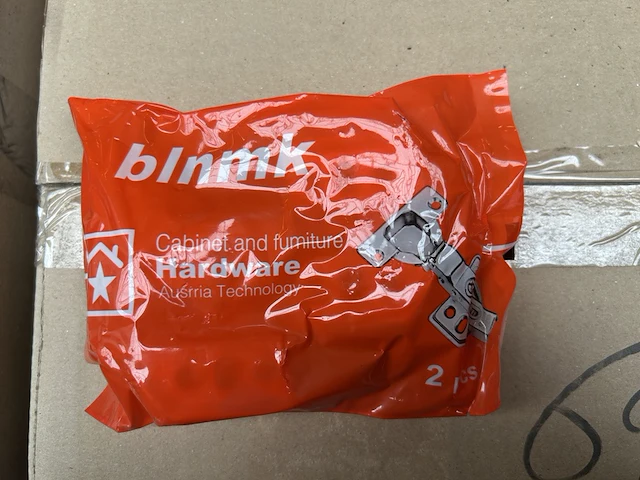 blnmk
Cabinet and furniture
Hardware
Austria Technology
2 pcs